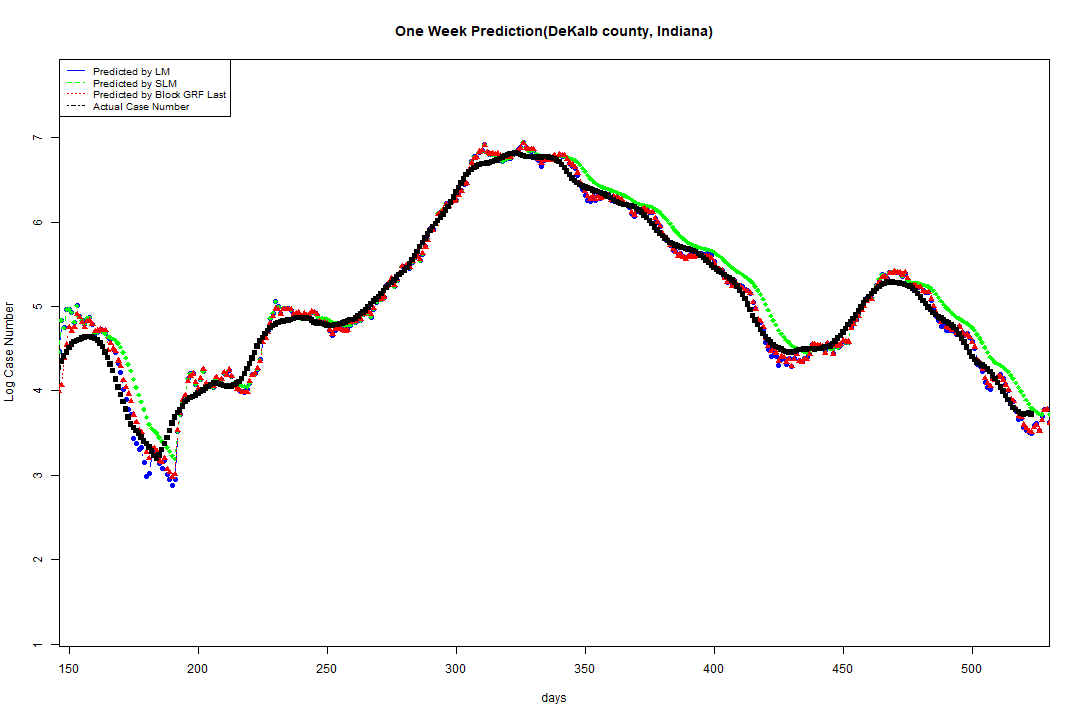 One Week Prediction(DeKalb county, Indiana)
Predicted by LM
Predicted by SLM
Predicted by Block GRF Last
Actual Case Number
Log Case Number
7
6
5
4
3
2
1
150 200 250 300 350 400 450 500
days